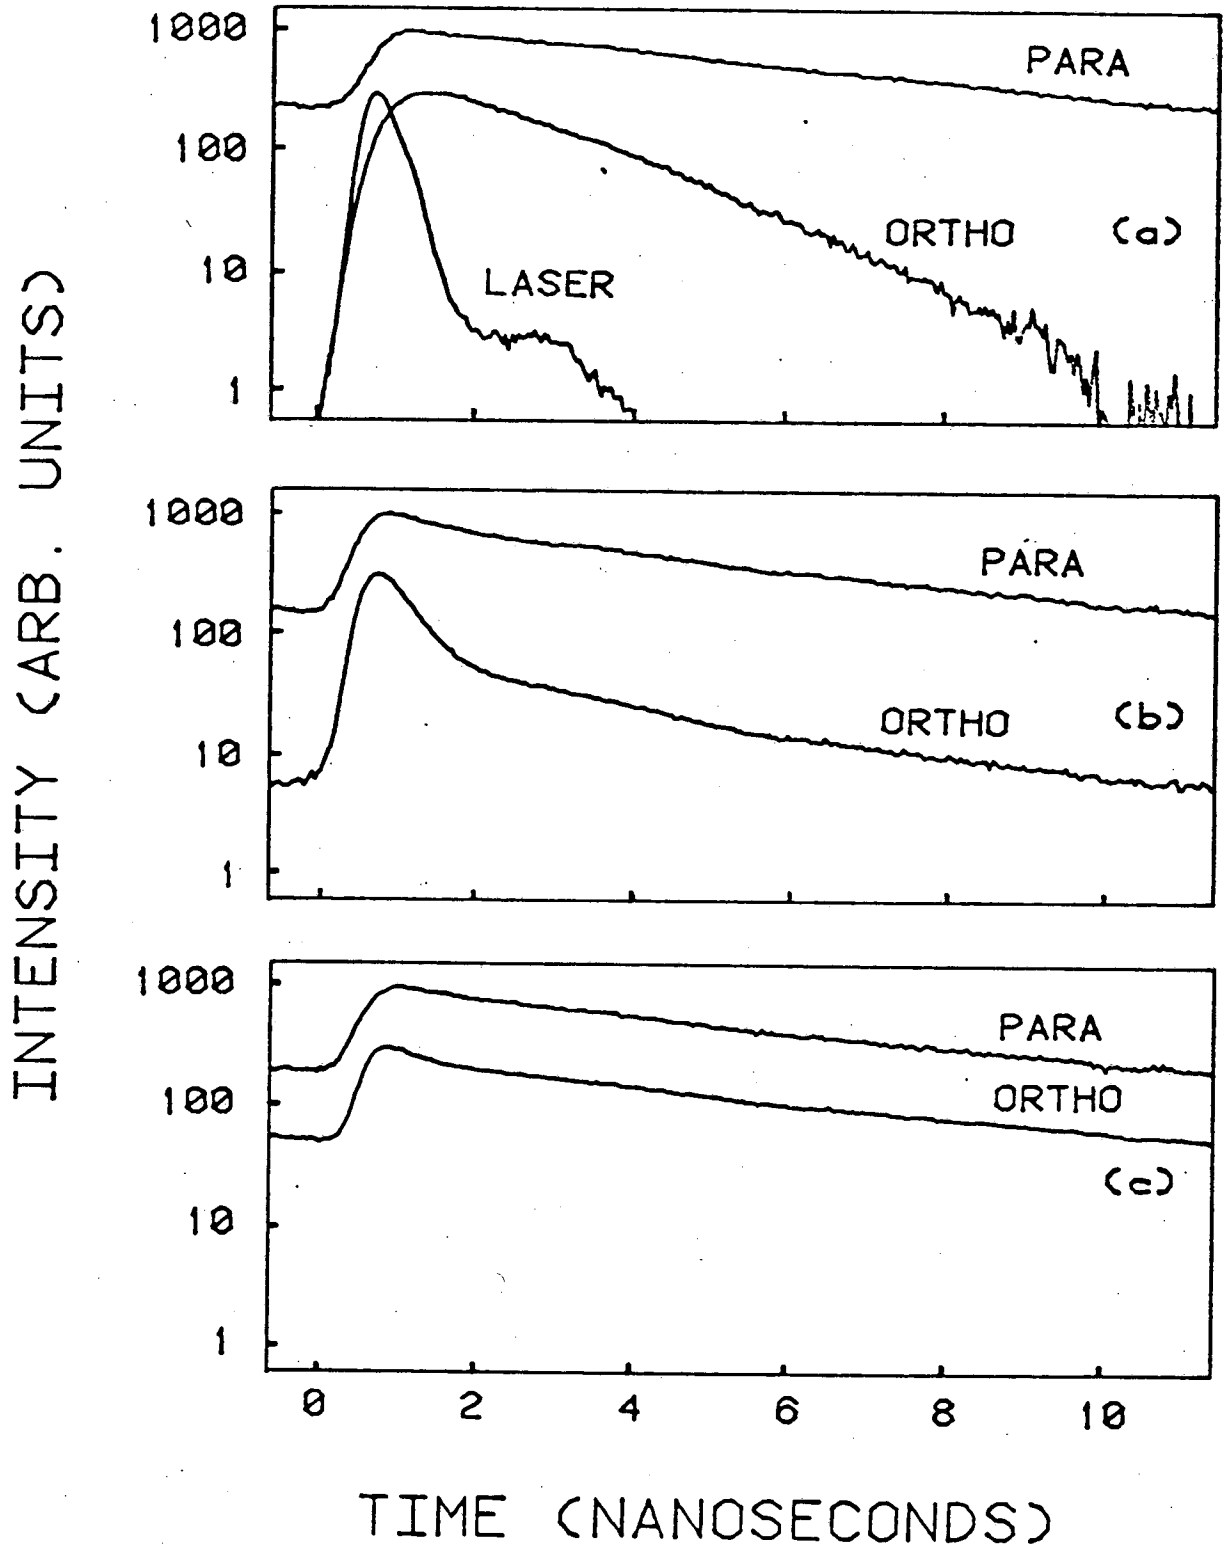 INTENSITY (ARB. UNITS)
1000
100
10
1
PARA
ORTHO
(a)
LASER
1000
100
10
1
PARA
ORTHO
(b)
1000
100
10
1
PARA
ORTHO
(c)
0 2 4 6 8 10
TIME (NANOSECONDS)